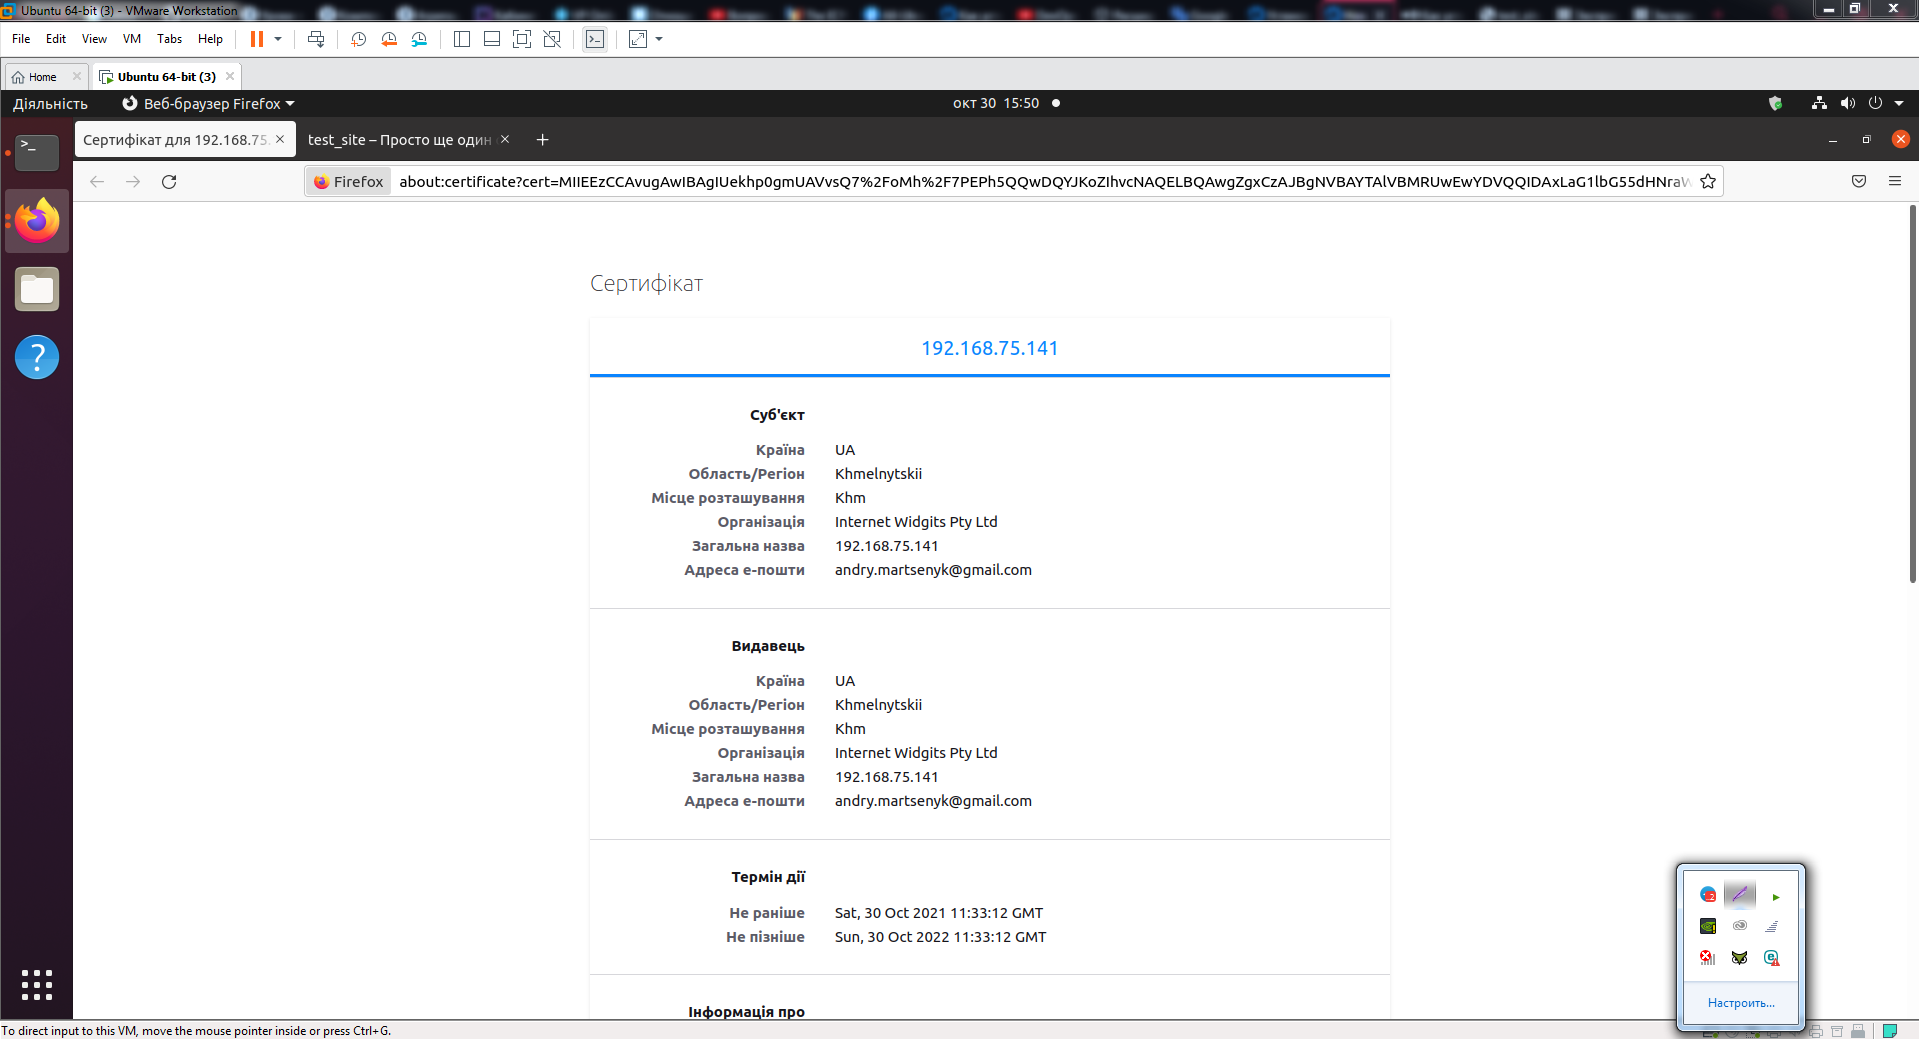 Ubuntu 64-bit (3) - VMware Workstation
File Edit View VM Tabs Help
Home
Ubuntu 64-bit (3)
Діяльність
Веб-браузер Firefox
окт 30 15:50
Сертифікат для 192.168.75.
test_site – Просто ще один
Firefox
about:certificate?cert=MIIEEzCCAvugAwIBAgIUekhp0gmUAVvsQ7%2FoMh%2F7PEPh5QQwDQYJKoZIhvcNAQELBQAwgZgxCzAJBgNVBAYTAlVBMRUwEwYDVQQIDAxLaG1lbG55dHNraW
Сертифікат
192.168.75.141
Суб'єкт
Країна UA
Область/Регіон Khmelnytskii
Місце розташування Khm
Організація Internet Widgits Pty Ltd
Загальна назва 192.168.75.141
Адреса е-пошти andry.martsenyk@gmail.com
Видавець
Країна UA
Область/Регіон Khmelnytskii
Місце розташування Khm
Організація Internet Widgits Pty Ltd
Загальна назва 192.168.75.141
Адреса е-пошти andry.martsenyk@gmail.com
Термін дії
Не раніше Sat, 30 Oct 2021 11:33:12 GMT
Не пізніше Sun, 30 Oct 2022 11:33:12 GMT
Інформація про
Настроить...
To direct input to this VM, move the mouse pointer inside or press Ctrl+G.